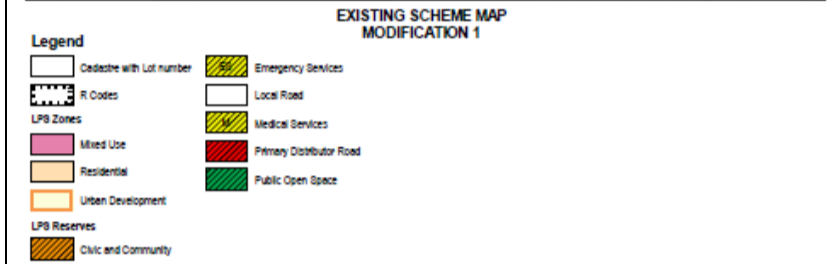 EXISTING SCHEME MAP
MODIFICATION 1
Legend
Cadastre with Lot number
R Codes
LPS Zones
Mixed Use
Residential
Urban Development
LPS Reserves
Civic and Community
ES
Emergency Services
Local Road
M
Medical Services
Primary Distributor Road
Public Open Space